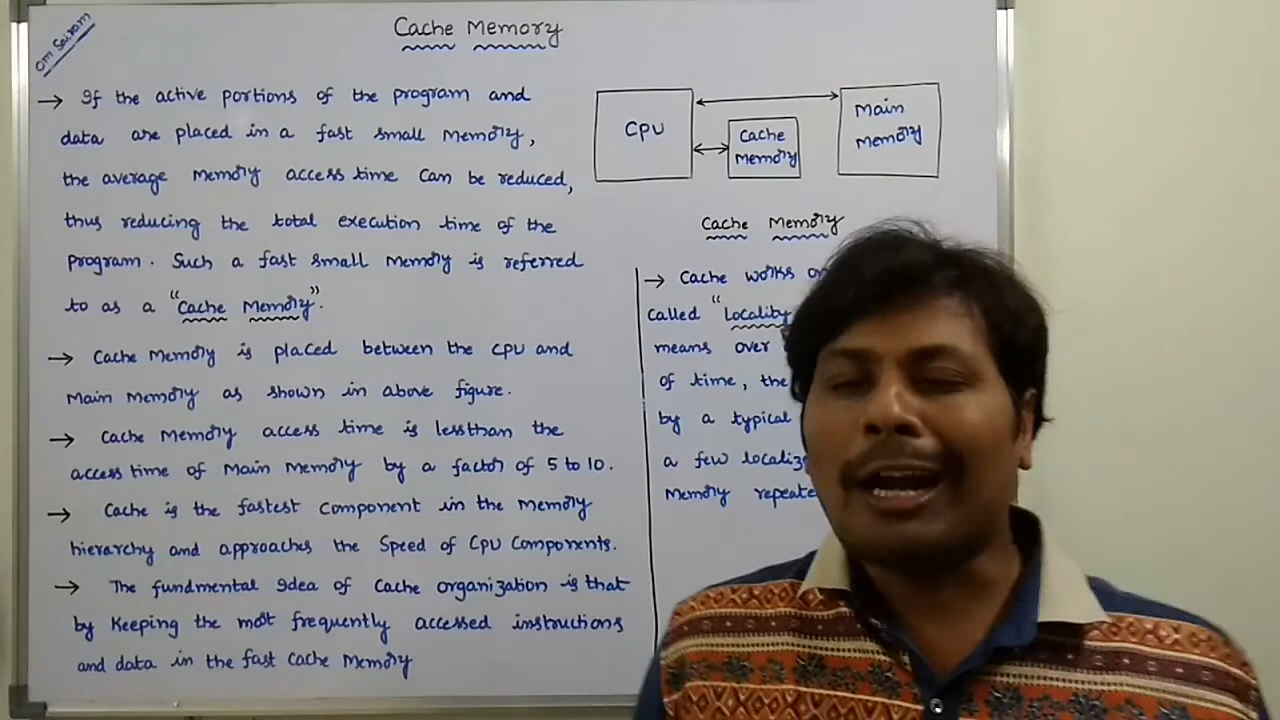 Om Sairam
Cache Memory
→ If the active portions of the program and
data are placed in a fast small Memory,
the average memory access time can be reduced,
thus reducing the total execution time of the
program. Such a fast small memory is referred
to as a "Cache Memory".
→ Cache Memory is placed between the CPU and
Main Memory as shown in above figure.
→ Cache Memory access time is lessthan the
access time of Main Memory by a factor of 5 to 10.
→ Cache is the fastest component in the Memory
hierarchy and approaches the Speed of CPU Components.
→ The fundmental Idea of Cache organization is that
by Keeping the most frequently accessed instructions
and data in the fast Cache Memory
CPU
Cache
Memory
Main
Memory
Cache Memory
→ Cache works on
called "Locality
means over
of time, the
by a typical
a few
Memory